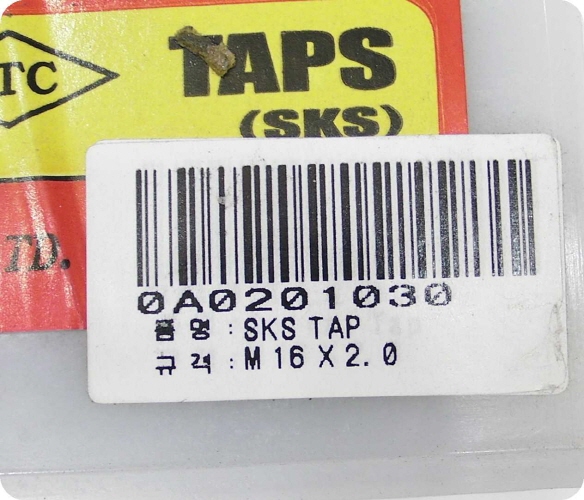 TC
TAPS
(SKS)
TD.
0A0201030
품 명 : SKS TAP
규 격 : M 16 X 2.0